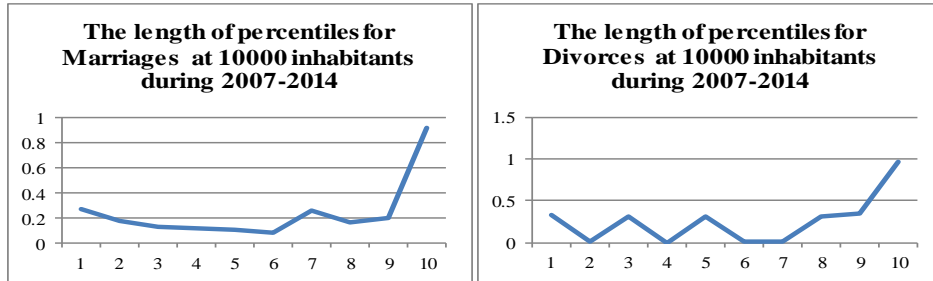 The length of percentiles for
Marriages at 10000 inhabitants
during 2007-2014
1
0.8
0.6
0.4
0.2
0
1 2 3 4 5 6 7 8 9 10
The length of percentiles for
Divorces at 10000 inhabitants
during 2007-2014
1.5
1
0.5
0
1 2 3 4 5 6 7 8 9 10